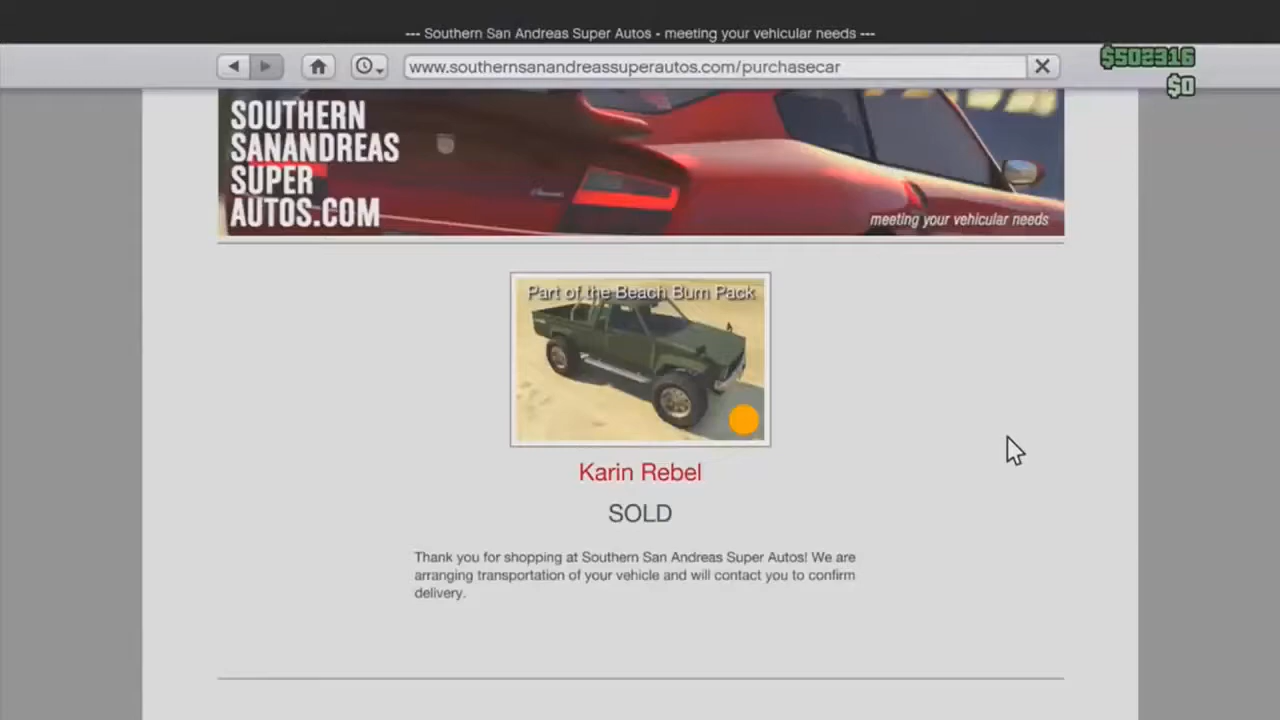 --- Southern San Andreas Super Autos - meeting your vehicular needs ---
www.southernsanandreassuperautos.com/purchasecar
$502316
$0
SOUTHERN
SANANDREAS
SUPER
AUTOS.COM
meeting your vehicular needs
Part of the Beach Bum Pack
Karin Rebel
SOLD
Thank you for shopping at Southern San Andreas Super Autos! We are
arranging transportation of your vehicle and will contact you to confirm
delivery.